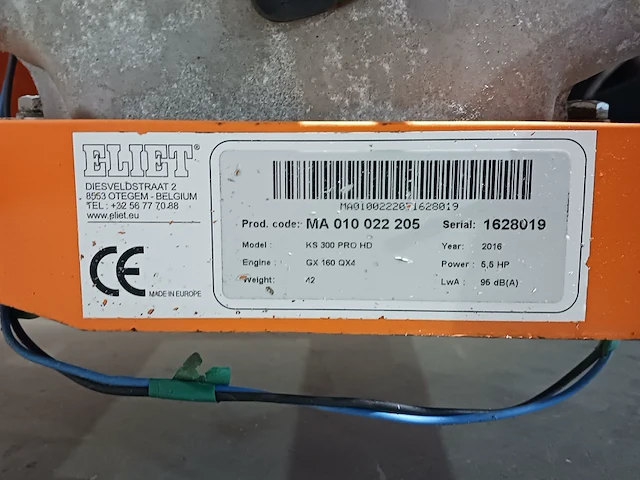 ELIET®
DIESVELDSTRAAT 2
8553 OTEGEM - BELGIUM
TEL : +32 56 77 70 88
www.eliet.eu
CE
MADE IN EUROPE
MA0100222051628019
Prod. code: MA 010 022 205 Serial: 1628019
Model : KS 300 PRO HD Year: 2016
Engine : GX 160 QX4 Power : 5,5 HP
Weight: 42 LwA : 95 dB(A)